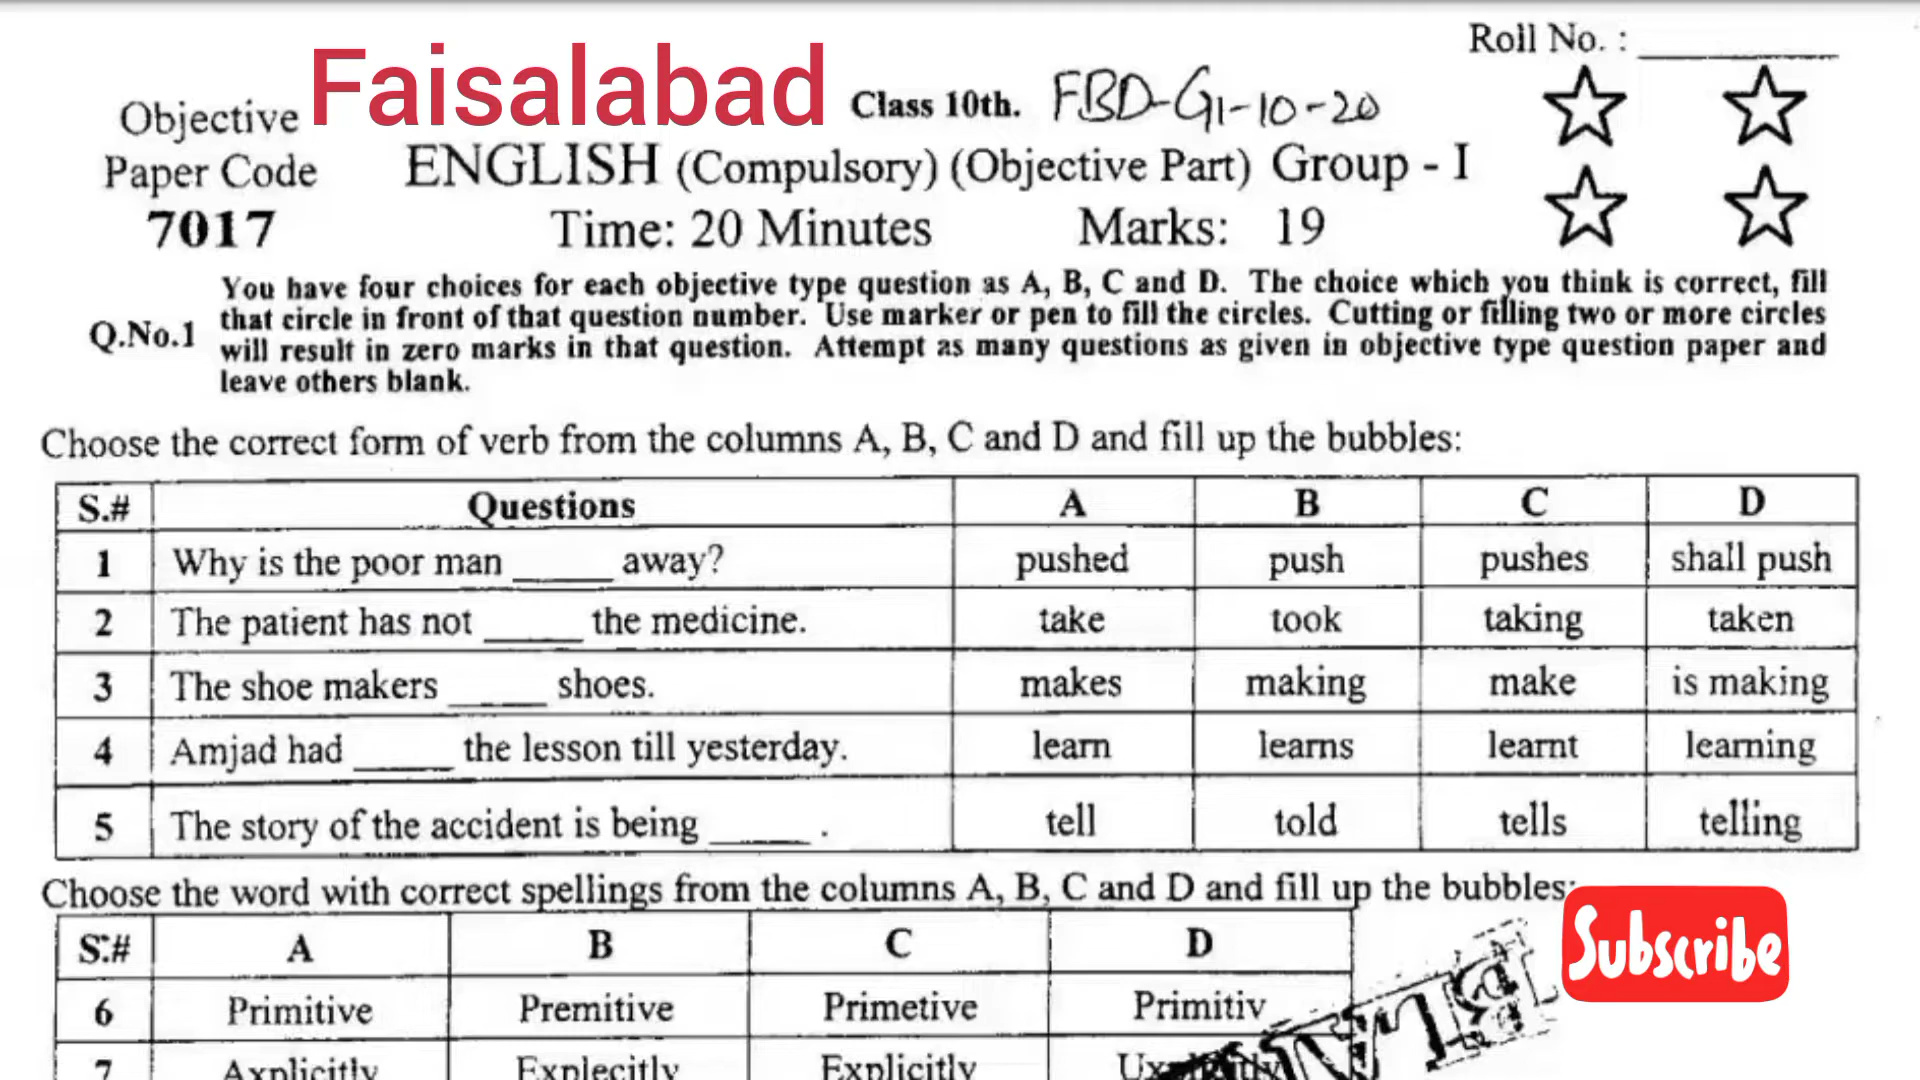 Roll No. :
Faisalabad
Objective
Class 10th. FBD-G1-10-20
Paper Code
ENGLISH (Compulsory) (Objective Part) Group - I
7017
Time: 20 Minutes Marks: 19
Q.No.1
You have four choices for each objective type question as A, B, C and D. The choice which you think is correct, fill
that circle in front of that question number. Use marker or pen to fill the circles. Cutting or filling two or more circles
will result in zero marks in that question. Attempt as many questions as given in objective type question paper and
leave others blank.
Choose the correct form of verb from the columns A, B, C and D and fill up the bubbles:
S.# Questions A B C D
1 Why is the poor man _____ away? pushed push pushes shall push
2 The patient has not _____ the medicine. take took taking taken
3 The shoe makers _____ shoes. makes making make is making
4 Amjad had _____ the lesson till yesterday. learn learns learnt learning
5 The story of the accident is being _____ . tell told tells telling
Choose the word with correct spellings from the columns A, B, C and D and fill up the bubbles:
Subscribe
S.# A B C D
6 Primitive Premitive Primetive Primitiv
7 Axplicitly Explecitly Explicitly